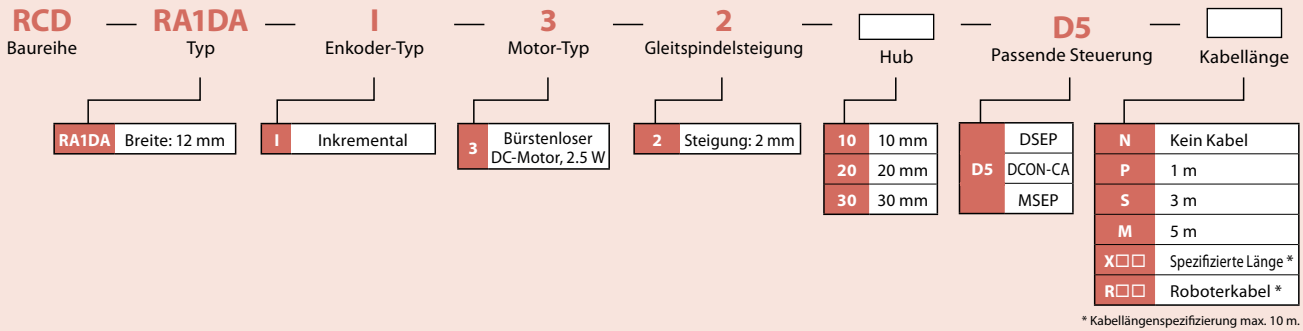 RCD — RA1DA — I — 3 — 2 — □ — D5 — □
Baureihe Typ Enkoder-Typ Motor-Typ Gleitspindelsteigung Hub Passende Steuerung Kabellänge
RA1DA Breite: 12 mm
I Inkremental
3 Bürstenloser
DC-Motor, 2.5 W
2 Steigung: 2 mm
10 10 mm
20 20 mm
30 30 mm
D5 DSEP
DCON-CA
MSEP
N Kein Kabel
P 1 m
S 3 m
M 5 m
X□□ Spezifizierte Länge *
R□□ Roboterkabel *
* Kabellängenspezifizierung max. 10 m.